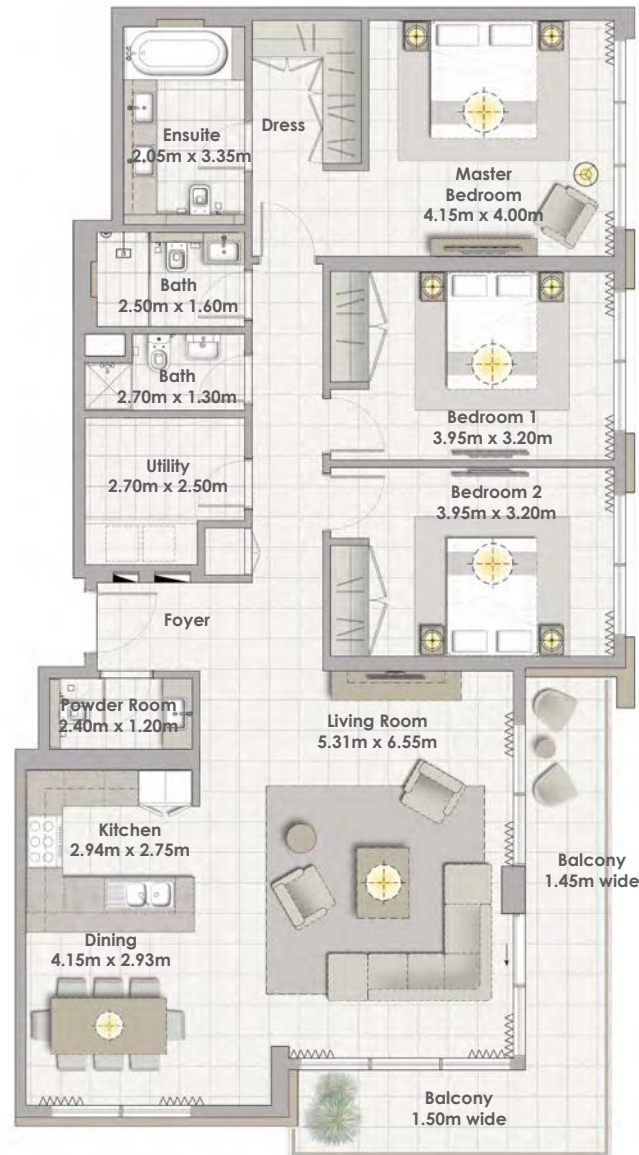 Ensuite
2.05m x 3.35m
Dress
Master
Bedroom
4.15m x 4.00m
Bath
2.50m x 1.60m
Bath
2.70m x 1.30m
Bedroom 1
3.95m x 3.20m
Utility
2.70m x 2.50m
Bedroom 2
3.95m x 3.20m
Foyer
Powder Room
2.40m x 1.20m
Living Room
5.31m x 6.55m
Kitchen
2.94m x 2.75m
Balcony
1.45m wide
Dining
4.15m x 2.93m
Balcony
1.50m wide